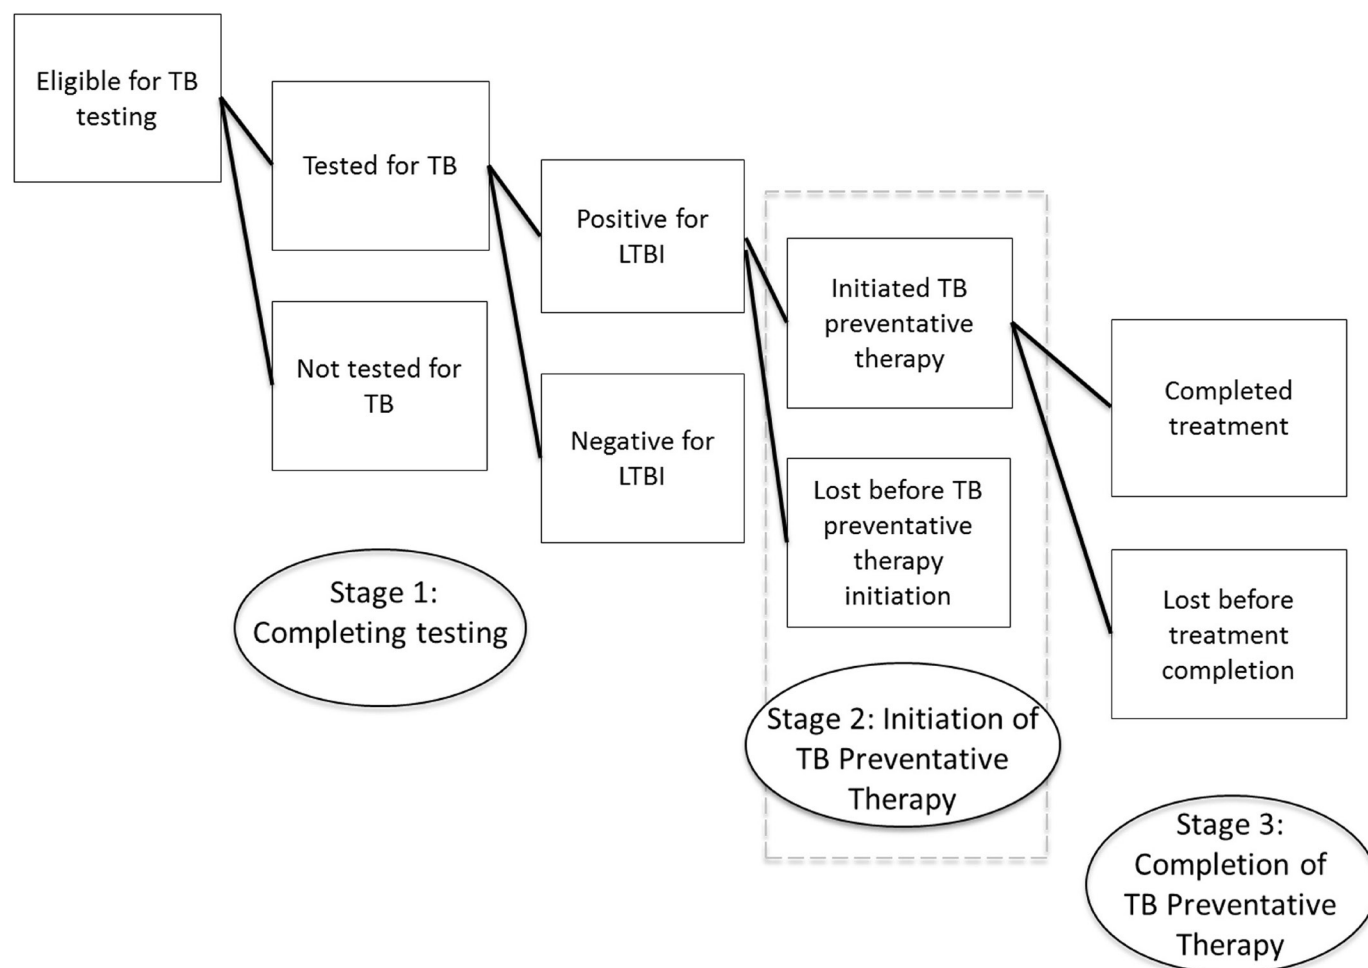 Eligible for TB
testing
Tested for TB
Not tested for
TB
Positive for
LTBI
Negative for
LTBI
Initiated TB
preventative
therapy
Lost before TB
preventative
therapy
initiation
Completed
treatment
Lost before
treatment
completion
Stage 1:
Completing testing
Stage 2: Initiation of
TB Preventative
Therapy
Stage 3:
Completion of
TB Preventative
Therapy